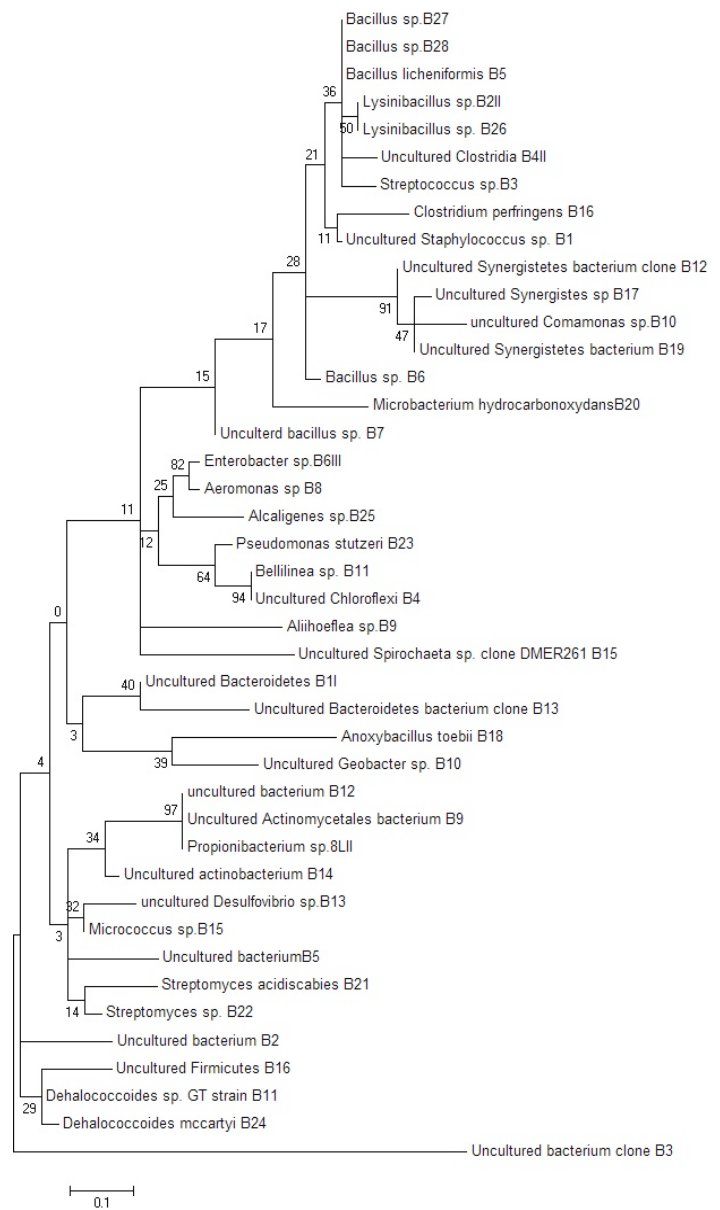 Bacillus sp.B27
Bacillus sp.B28
Bacillus licheniformis B5
36
Lysinibacillus sp.B2II
50
Lysinibacillus sp. B26
21
Uncultured Clostridia B4II
Streptococcus sp.B3
Clostridium perfringens B16
11
Uncultured Staphylococcus sp. B1
28
Uncultured Synergistetes bacterium clone B12
Uncultured Synergistes sp B17
91
uncultured Comamonas sp.B10
17
47
Uncultured Synergistetes bacterium B19
15
Bacillus sp. B6
Microbacterium hydrocarbonoxydansB20
Unculterd bacillus sp. B7
82
Enterobacter sp.B6III
25
Aeromonas sp B8
11
Alcaligenes sp.B25
12
Pseudomonas stutzeri B23
64
Bellilinea sp. B11
94
Uncultured Chloroflexi B4
0
Aliihoeflea sp.B9
Uncultured Spirochaeta sp. clone DMER261 B15
40
Uncultured Bacteroidetes B1I
Uncultured Bacteroidetes bacterium clone B13
3
Anoxybacillus toebii B18
4
39
Uncultured Geobacter sp. B10
uncultured bacterium B12
97
Uncultured Actinomycetales bacterium B9
34
Propionibacterium sp.8LII
Uncultured actinobacterium B14
32
uncultured Desulfovibrio sp.B13
3
Micrococcus sp.B15
Uncultured bacteriumB5
Streptomyces acidiscabies B21
14
Streptomyces sp. B22
Uncultured bacterium B2
Uncultured Firmicutes B16
Dehalococcoides sp. GT strain B11
29
Dehalococcoides mccartyi B24
Uncultured bacterium clone B3
0.1